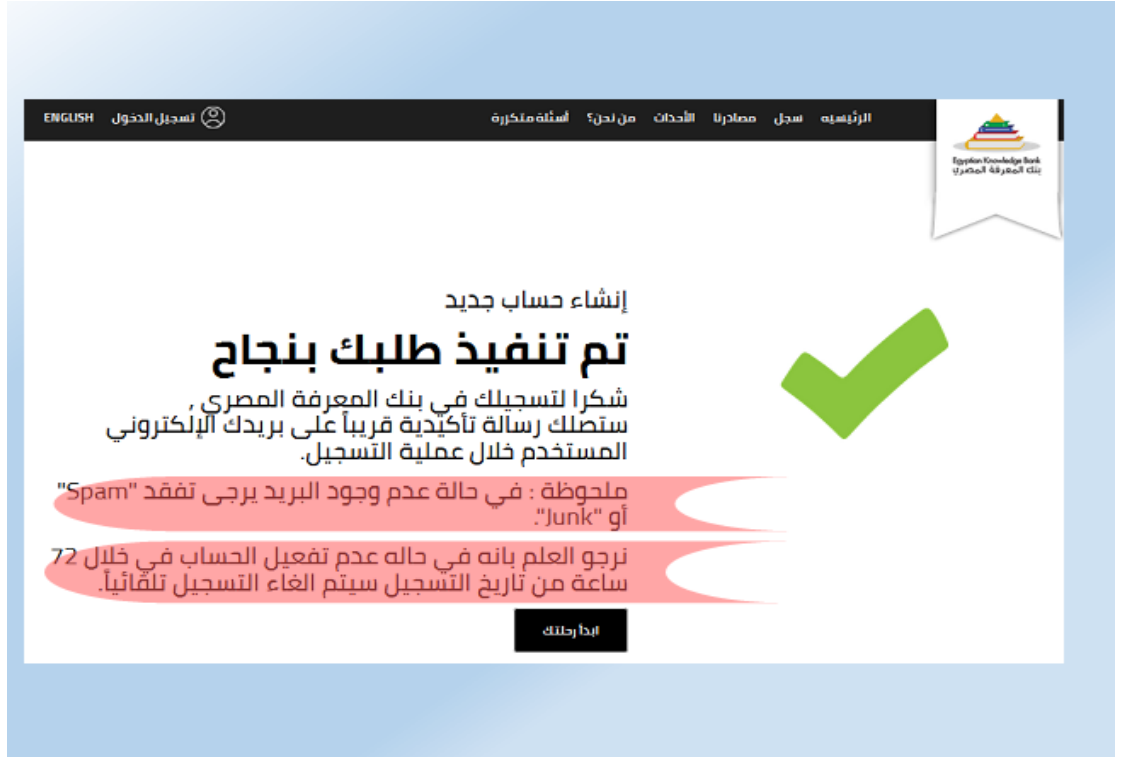 الرئيسيه سجل مصادرنا الأحداث من نحن؟ أسئلة متكررة تسجيل الدخول ENGLISH
Egyptian Knowledge Bank
بنك المعرفة المصري
إنشاء حساب جديد
تم تنفيذ طلبك بنجاح
شكرا لتسجيلك في بنك المعرفة المصري ,
ستصلك رسالة تأكيدية قريباً على بريدك الإلكتروني
المستخدم خلال عملية التسجيل.
ملحوظة : في حالة عدم وجود البريد يرجى تفقد "Spam"
أو "Junk".
نرجو العلم بانه في حاله عدم تفعيل الحساب في خلال 72
ساعة من تاريخ التسجيل سيتم الغاء التسجيل تلقائياً.
ابدأ رحلتك